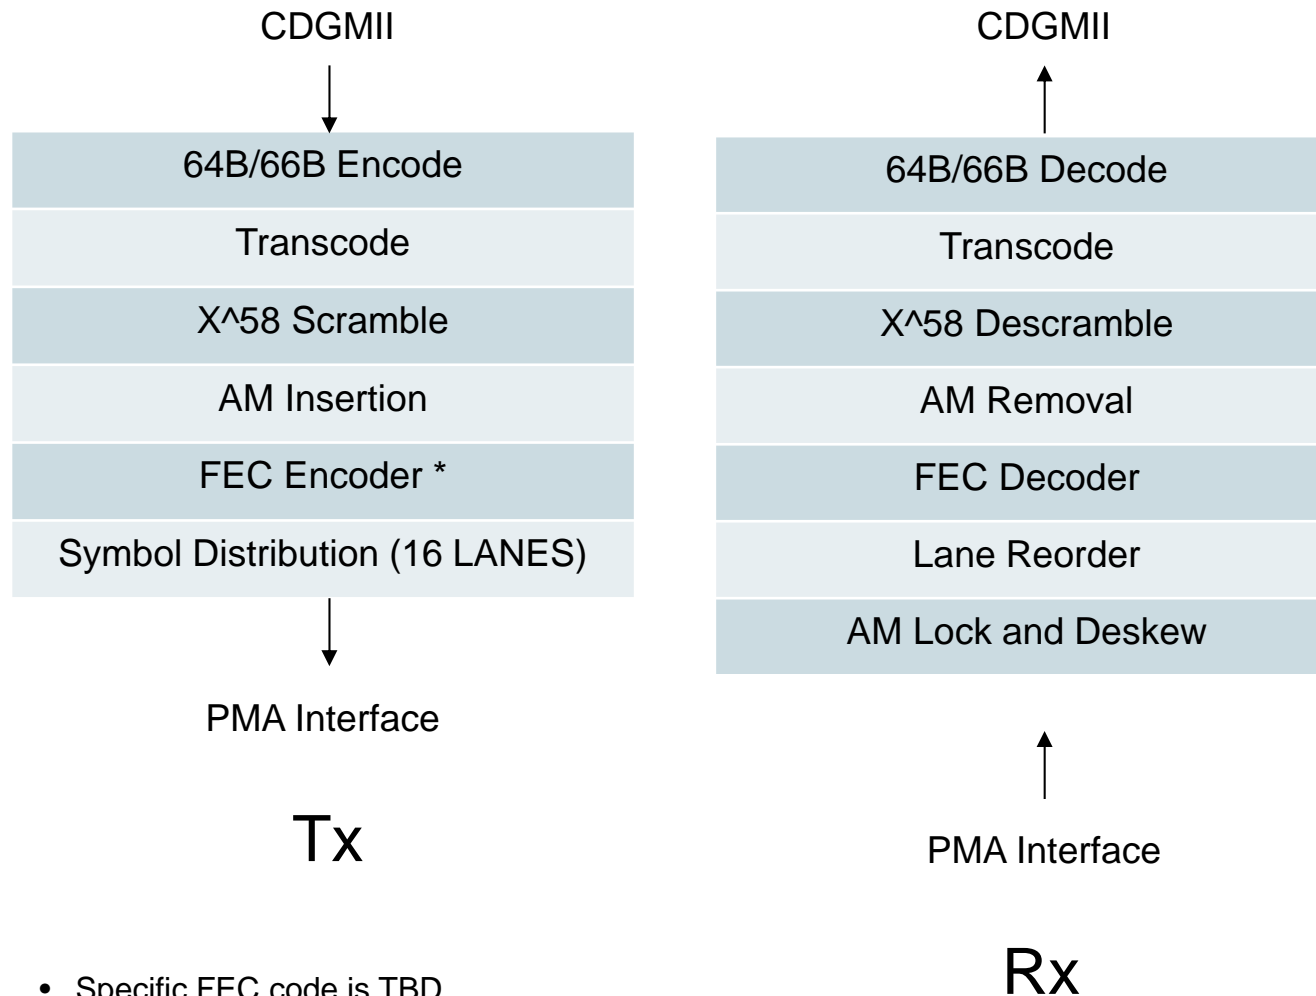 CDGMII
64B/66B Encode
Transcode
X^58 Scramble
AM Insertion
FEC Encoder *
Symbol Distribution (16 LANES)
PMA Interface
Tx
• Specific FEC code is TBD
CDGMII
64B/66B Decode
Transcode
X^58 Descramble
AM Removal
FEC Decoder
Lane Reorder
AM Lock and Deskew
PMA Interface
Rx